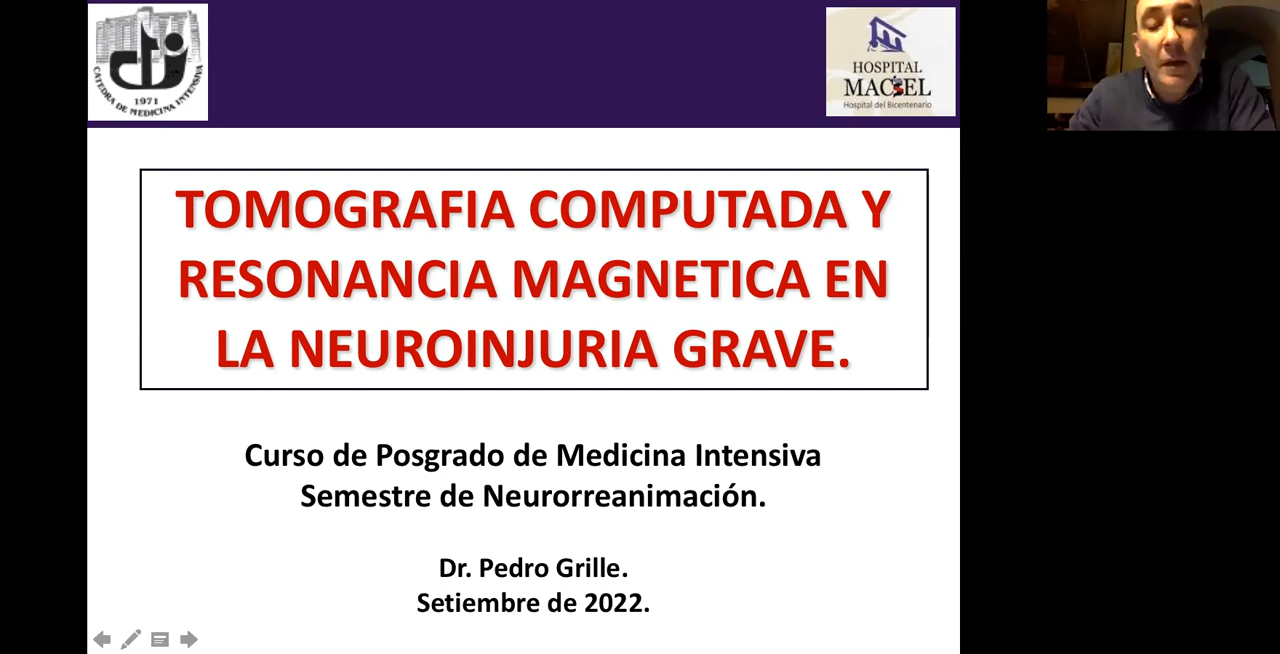 CATEDRA DE MEDICINA INTENSIVA
1971
HOSPITAL
MACIEL
Hospital del Bicentenario
TOMOGRAFIA COMPUTADA Y
RESONANCIA MAGNETICA EN
LA NEUROINJURIA GRAVE.
Curso de Posgrado de Medicina Intensiva
Semestre de Neurorreanimación.
Dr. Pedro Grille.
Setiembre de 2022.